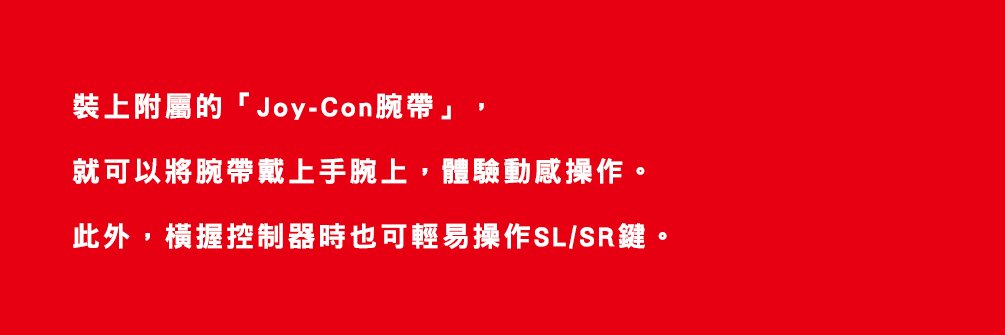 裝上附屬的「Joy-Con腕帶」，
就可以將腕帶戴上手腕上，體驗動感操作。
此外，橫握控制器時也可輕易操作SL/SR鍵。